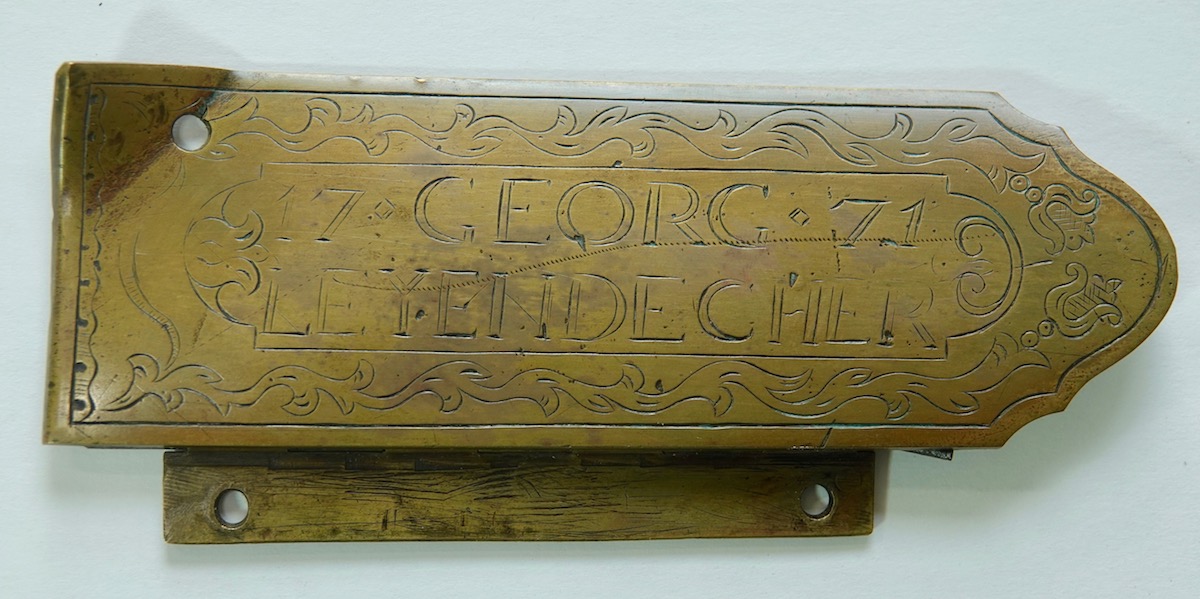 17 · GEORG · 71
LEYENDECHER